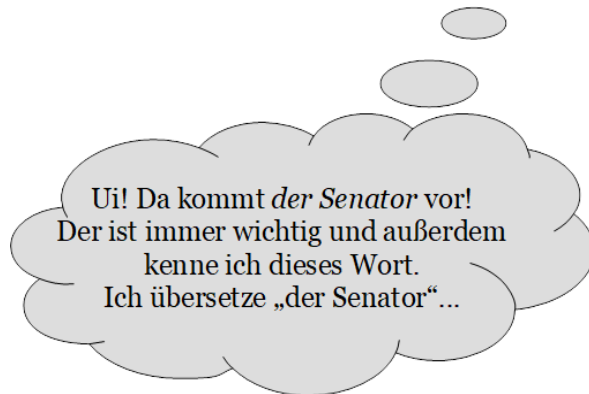 Ui! Da kommt der Senator vor!
Der ist immer wichtig und außerdem
kenne ich dieses Wort.
Ich übersetze „der Senator“...